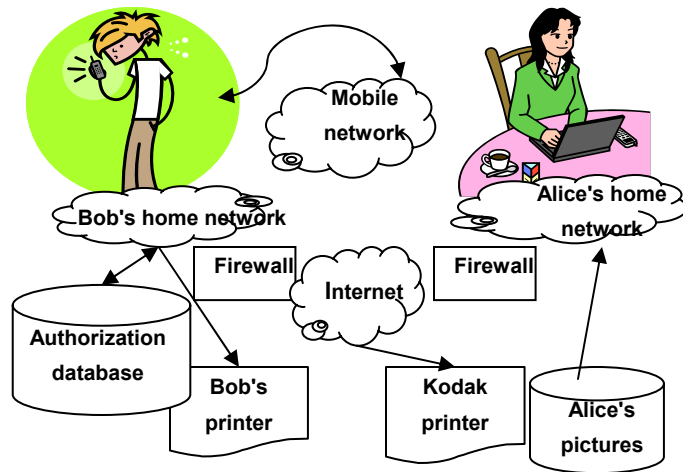 Mobile
network
Bob's home network
Alice's home
network
Firewall
Internet
Firewall
Authorization
database
Bob's
printer
Kodak
printer
Alice's
pictures